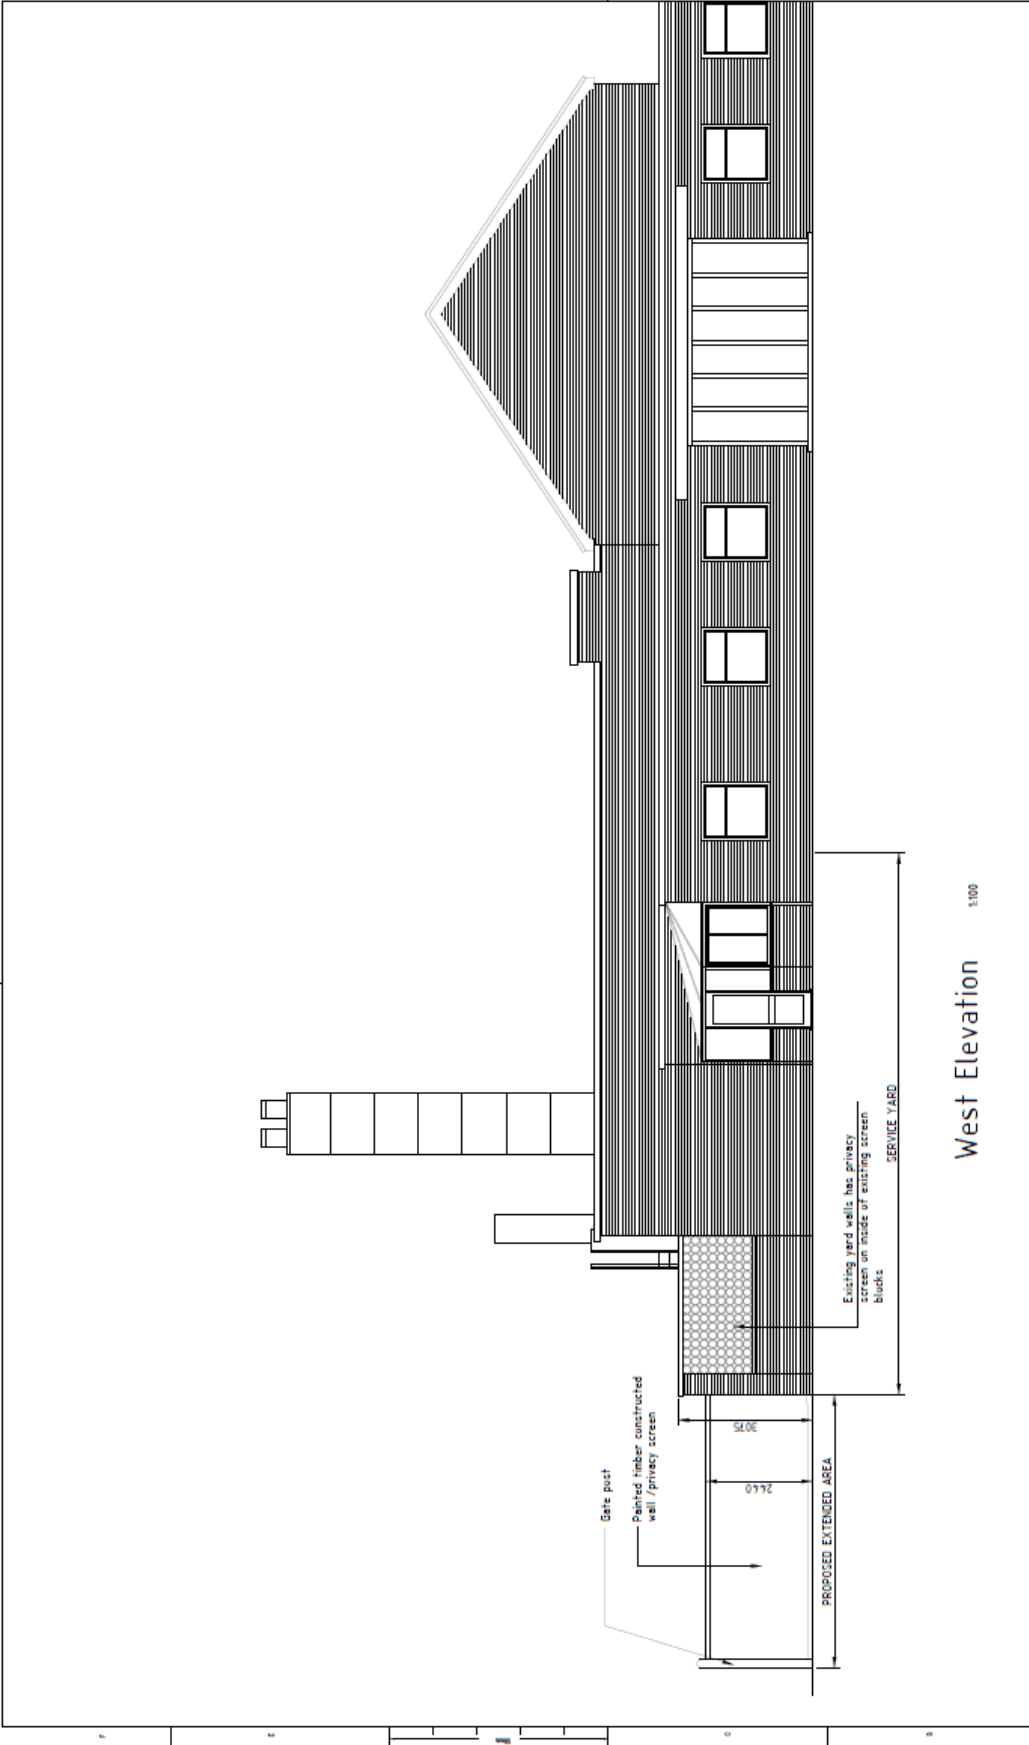 Gate post
Painted timber constructed
wall /privacy screen
3075
2440
PROPOSED EXTENDED AREA
Existing yard walls has privacy
screen on inside of existing screen
blocks
SERVICE YARD
West Elevation
1:100